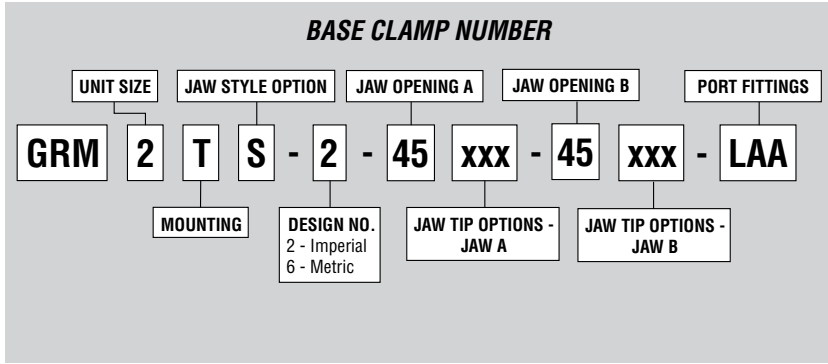 BASE CLAMP NUMBER
UNIT SIZE
JAW STYLE OPTION
JAW OPENING A
JAW OPENING B
PORT FITTINGS
GRM 2 T S - 2 - 45 xxx - 45 xxx - LAA
MOUNTING
DESIGN NO.
2 - Imperial
6 - Metric
JAW TIP OPTIONS -
JAW A
JAW TIP OPTIONS -
JAW B